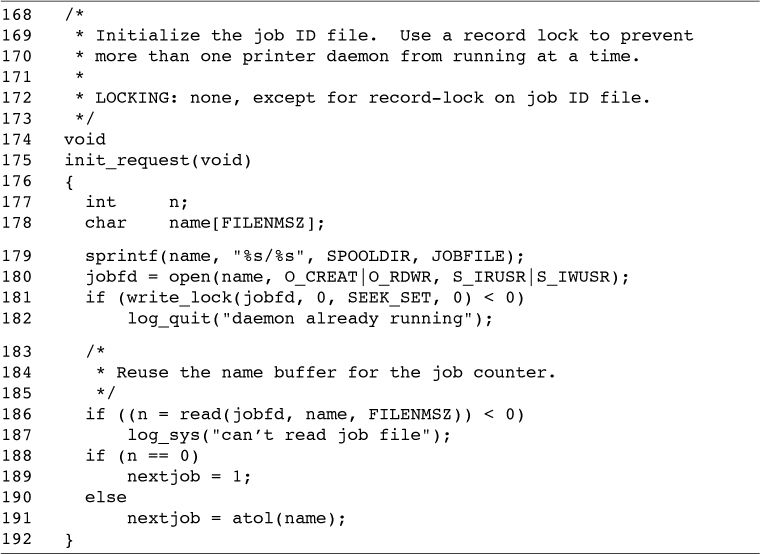 168 /*
169  * Initialize the job ID file.  Use a record lock to prevent
170  * more than one printer daemon from running at a time.
171  *
172  * LOCKING: none, except for record-lock on job ID file.
173  */
174 void
175 init_request(void)
176 {
177   int     n;
178   char    name[FILENMSZ];
179   sprintf(name, "%s/%s", SPOOLDIR, JOBFILE);
180   jobfd = open(name, O_CREAT|O_RDWR, S_IRUSR|S_IWUSR);
181   if (write_lock(jobfd, 0, SEEK_SET, 0) < 0)
182       log_quit("daemon already running");
183   /*
184    * Reuse the name buffer for the job counter.
185    */
186   if ((n = read(jobfd, name, FILENMSZ)) < 0)
187       log_sys("can’t read job file");
188   if (n == 0)
189       nextjob = 1;
190   else
191       nextjob = atol(name);
192 }